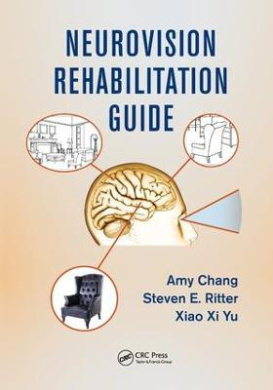 NEUROVISION
REHABILITATION
GUIDE
Amy Chang
Steven E. Ritter
Xiao Xi Yu
CRC Press
Taylor & Francis Group